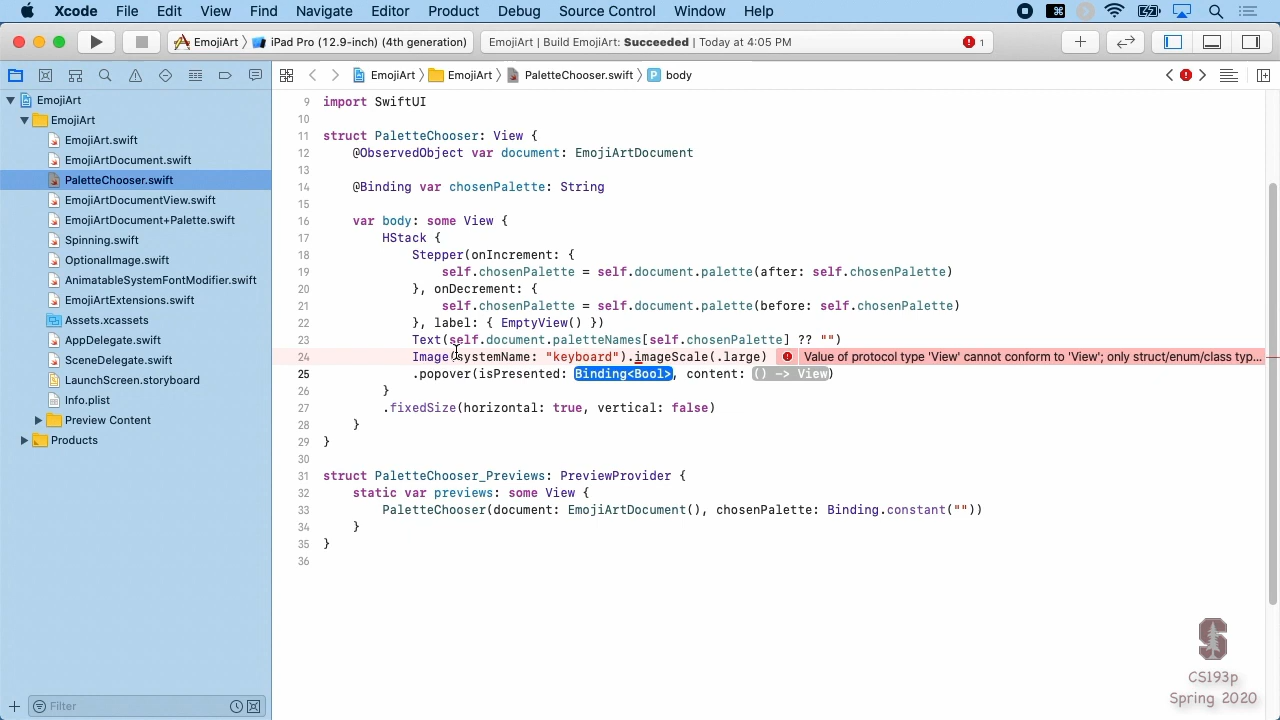 Xcode File Edit View Find Navigate Editor Product Debug Source Control Window Help
EmojiArt 〉 iPad Pro (12.9-inch) (4th generation) EmojiArt | Build EmojiArt: Succeeded | Today at 4:05 PM 1
EmojiArt 〉 EmojiArt 〉 PaletteChooser.swift 〉 P body
EmojiArt
EmojiArt
EmojiArt.swift
EmojiArtDocument.swift
PaletteChooser.swift
EmojiArtDocumentView.swift
EmojiArtDocument+Palette.swift
Spinning.swift
OptionalImage.swift
AnimatableSystemFontModifier.swift
EmojiArtExtensions.swift
Assets.xcassets
AppDelegate.swift
SceneDelegate.swift
LaunchScreen.storyboard
Info.plist
Preview Content
Products
Filter
9 import SwiftUI
10
11 struct PaletteChooser: View {
12 @ObservedObject var document: EmojiArtDocument
13
14 @Binding var chosenPalette: String
15
16 var body: some View {
17 HStack {
18 Stepper(onIncrement: {
19 self.chosenPalette = self.document.palette(after: self.chosenPalette)
20 }, onDecrement: {
21 self.chosenPalette = self.document.palette(before: self.chosenPalette)
22 }, label: { EmptyView() })
23 Text(self.document.paletteNames[self.chosenPalette] ?? "")
24 Image(systemName: "keyboard").imageScale(.large) Value of protocol type 'View' cannot conform to 'View'; only struct/enum/class typ...
25 .popover(isPresented: Binding<Bool>, content: () -> View)
26 }
27 .fixedSize(horizontal: true, vertical: false)
28 }
29 }
30
31 struct PaletteChooser_Previews: PreviewProvider {
32 static var previews: some View {
33 PaletteChooser(document: EmojiArtDocument(), chosenPalette: Binding.constant(""))
34 }
35 }
36
CS193p
Spring 2020